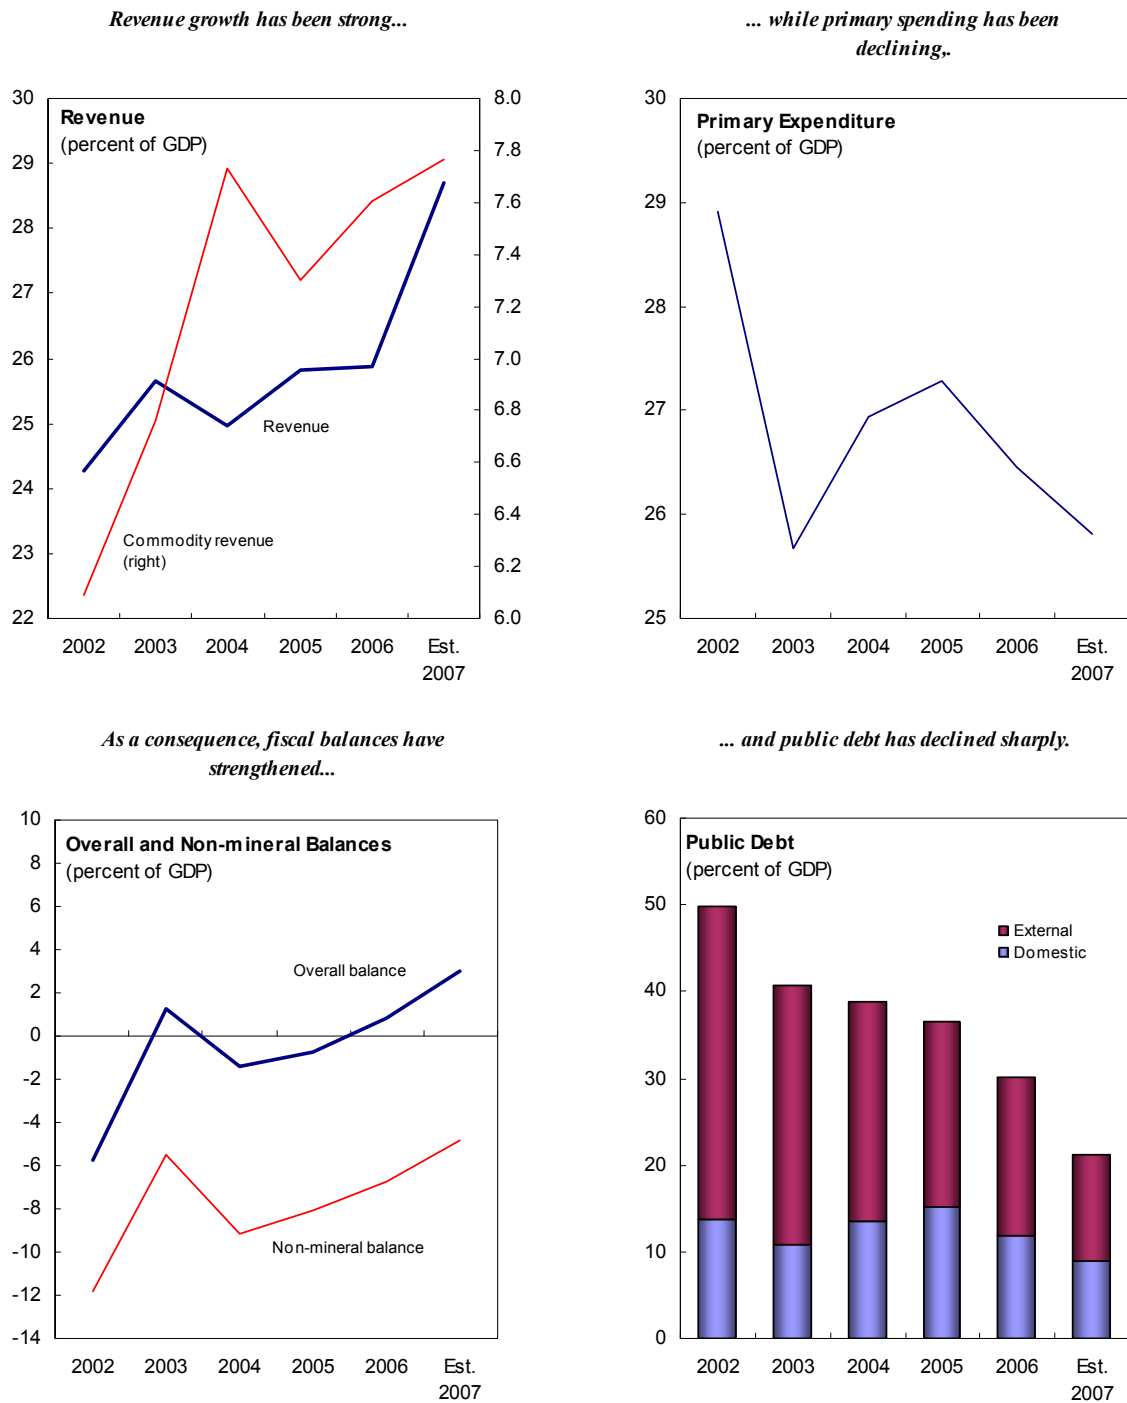 Revenue growth has been strong...
30
29
28
27
26
25
24
23
22
Revenue
(percent of GDP)
Revenue
Commodity revenue
(right)
8.0
7.8
7.6
7.4
7.2
7.0
6.8
6.6
6.4
6.2
6.0
2002 2003 2004 2005 2006 Est.
2007
... while primary spending has been
declining,.
30
29
28
27
26
25
Primary Expenditure
(percent of GDP)
2002 2003 2004 2005 2006 Est.
2007
As a consequence, fiscal balances have
strengthened...
10
8
6
4
2
0
-2
-4
-6
-8
-10
-12
-14
Overall and Non-mineral Balances
(percent of GDP)
Overall balance
Non-mineral balance
2002 2003 2004 2005 2006 Est.
2007
... and public debt has declined sharply.
60
50
40
30
20
10
0
Public Debt
(percent of GDP)
External
Domestic
2002 2003 2004 2005 2006 Est.
2007